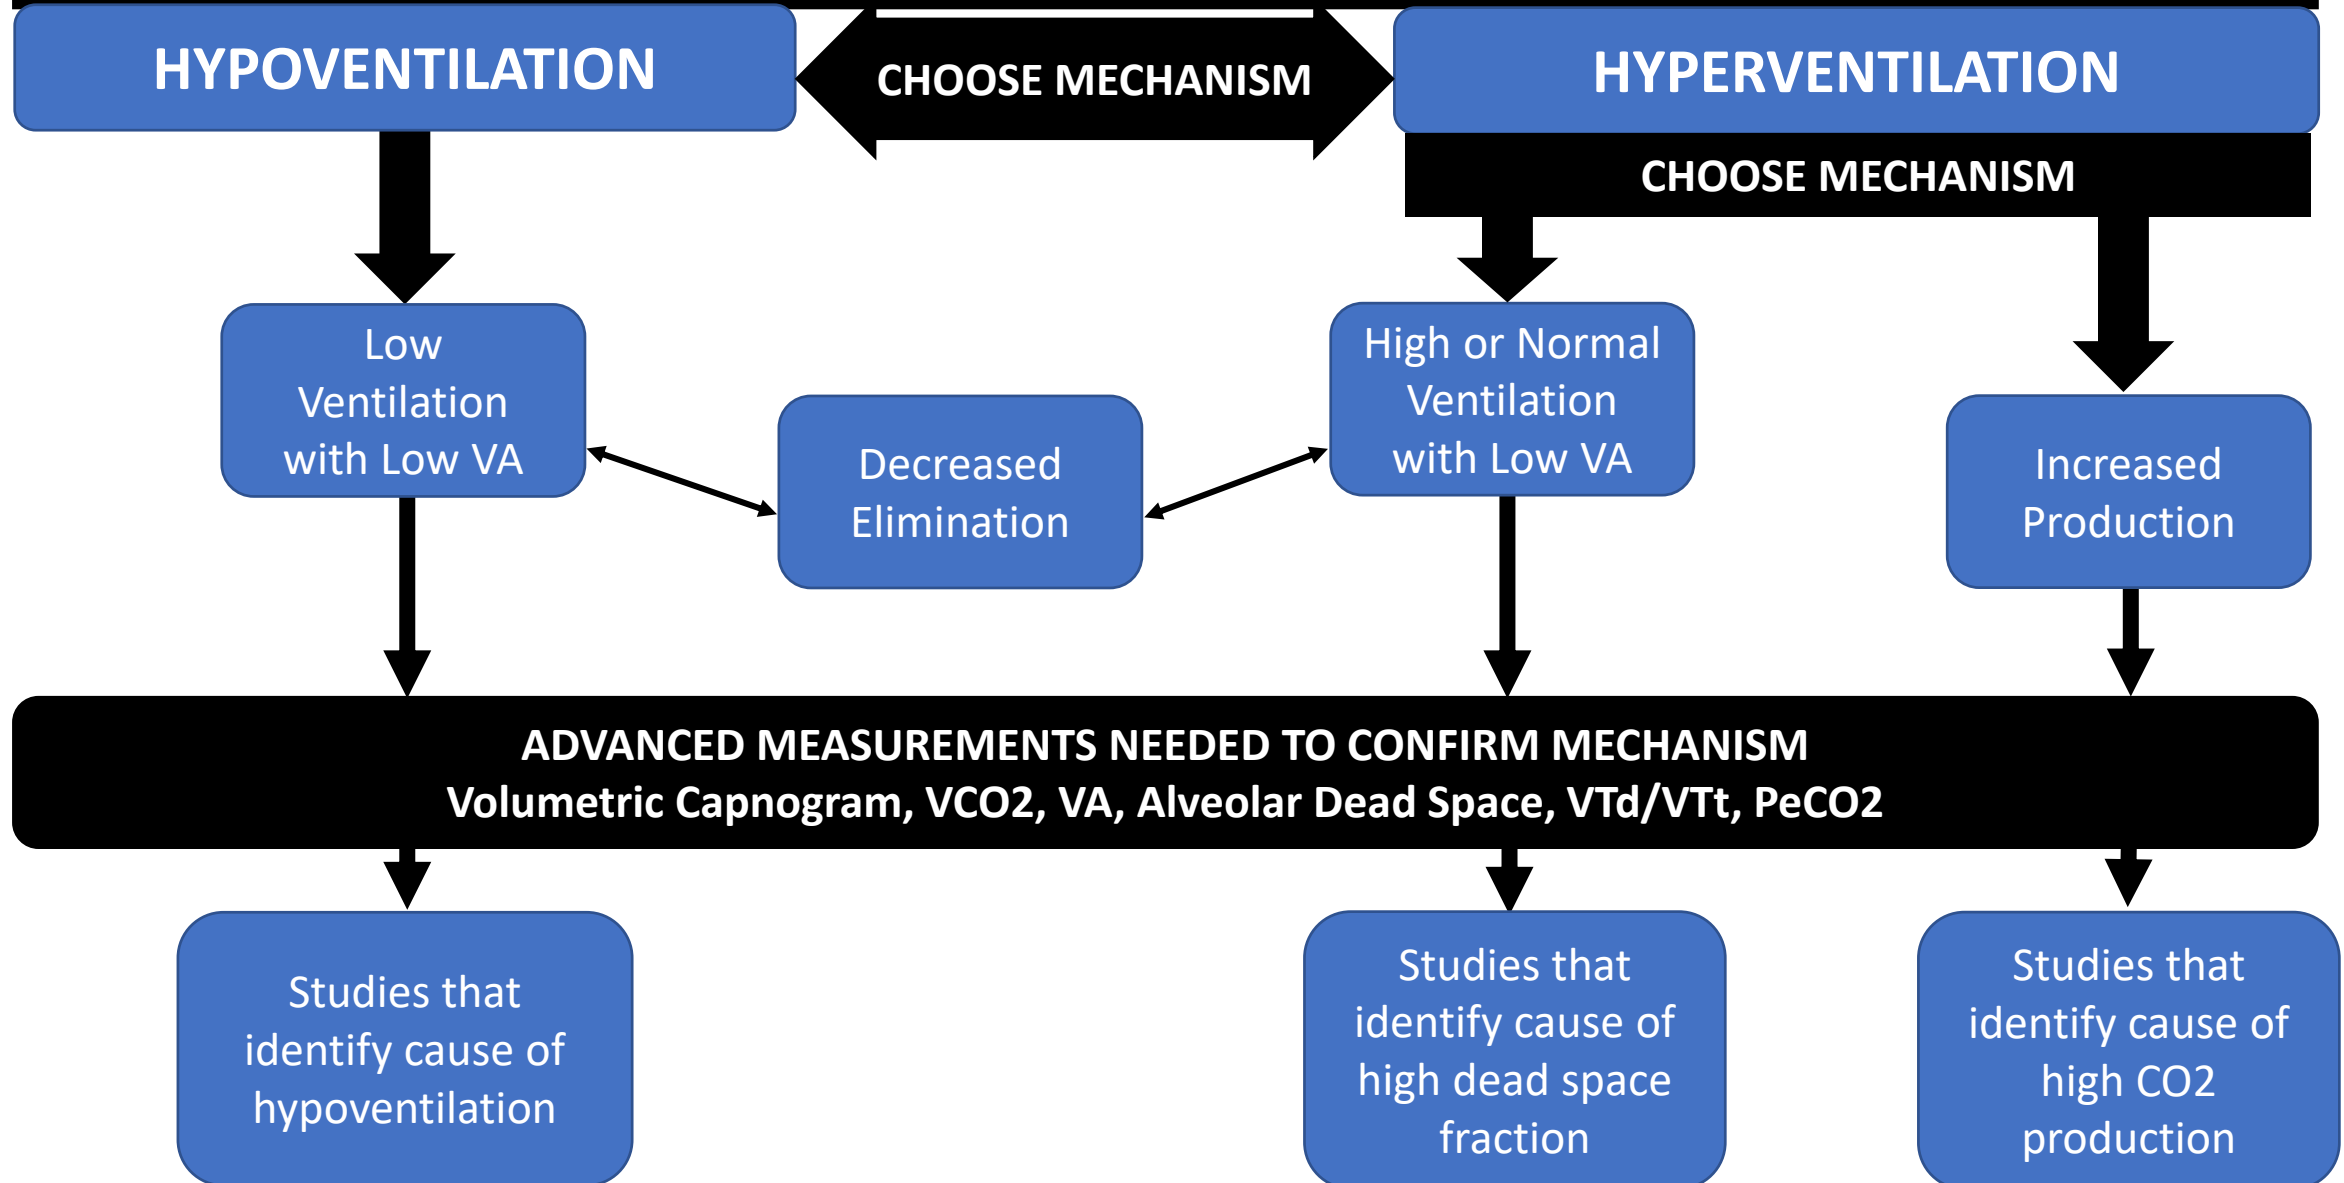 HYPOVENTILATION
CHOOSE MECHANISM
HYPERVENTILATION
CHOOSE MECHANISM
Low
Ventilation
with Low VA
Decreased
Elimination
High or Normal
Ventilation
with Low VA
Increased
Production
ADVANCED MEASUREMENTS NEEDED TO CONFIRM MECHANISM
Volumetric Capnogram, VCO2, VA, Alveolar Dead Space, VTd/VTt, PeCO2
Studies that
identify cause of
hypoventilation
Studies that
identify cause of
high dead space
fraction
Studies that
identify cause of
high CO2
production